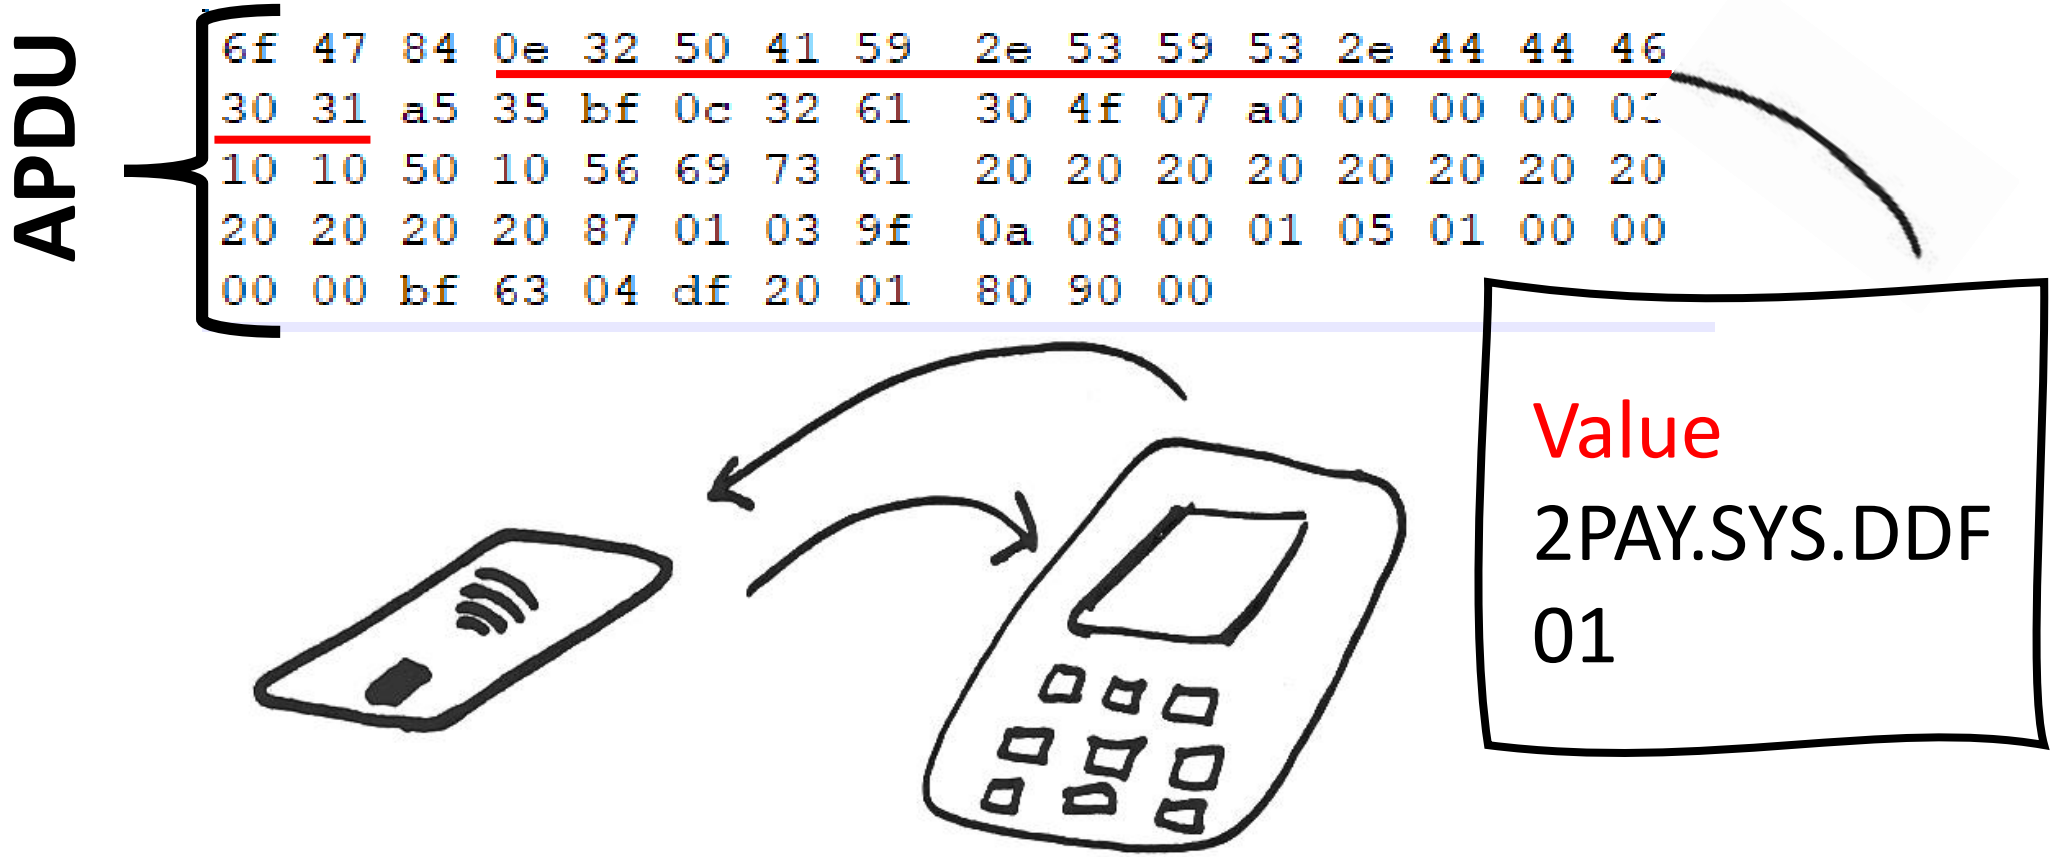 APDU
6f 47 84 0e 32 50 41 59 2e 53 59 53 2e 44 44 46
30 31 a5 35 bf 0c 32 61 30 4f 07 a0 00 00 00
10 10 50 10 56 69 73 61 20 20 20 20 20 20 20 20
20 20 20 20 87 01 03 9f 0a 08 00 01 05 01 00 00
00 00 bf 63 04 df 20 01 80 90 00
Value
2PAY.SYS.DDF
01